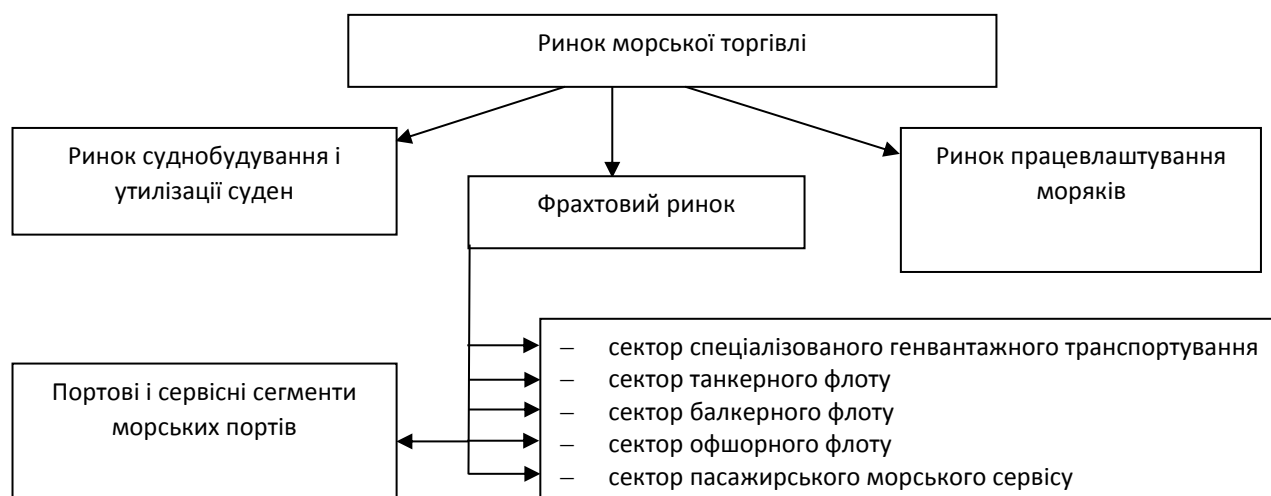 Ринок морської торгівлі
Ринок суднобудування і
утилізації суден
Фрахтовий ринок
Ринок працевлаштування
моряків
Портові і сервісні сегменти
морських портів
– сектор спеціалізованого генвантажного транспортування
– сектор танкерного флоту
– сектор балкерного флоту
– сектор офшорного флоту
– сектор пасажирського морського сервісу